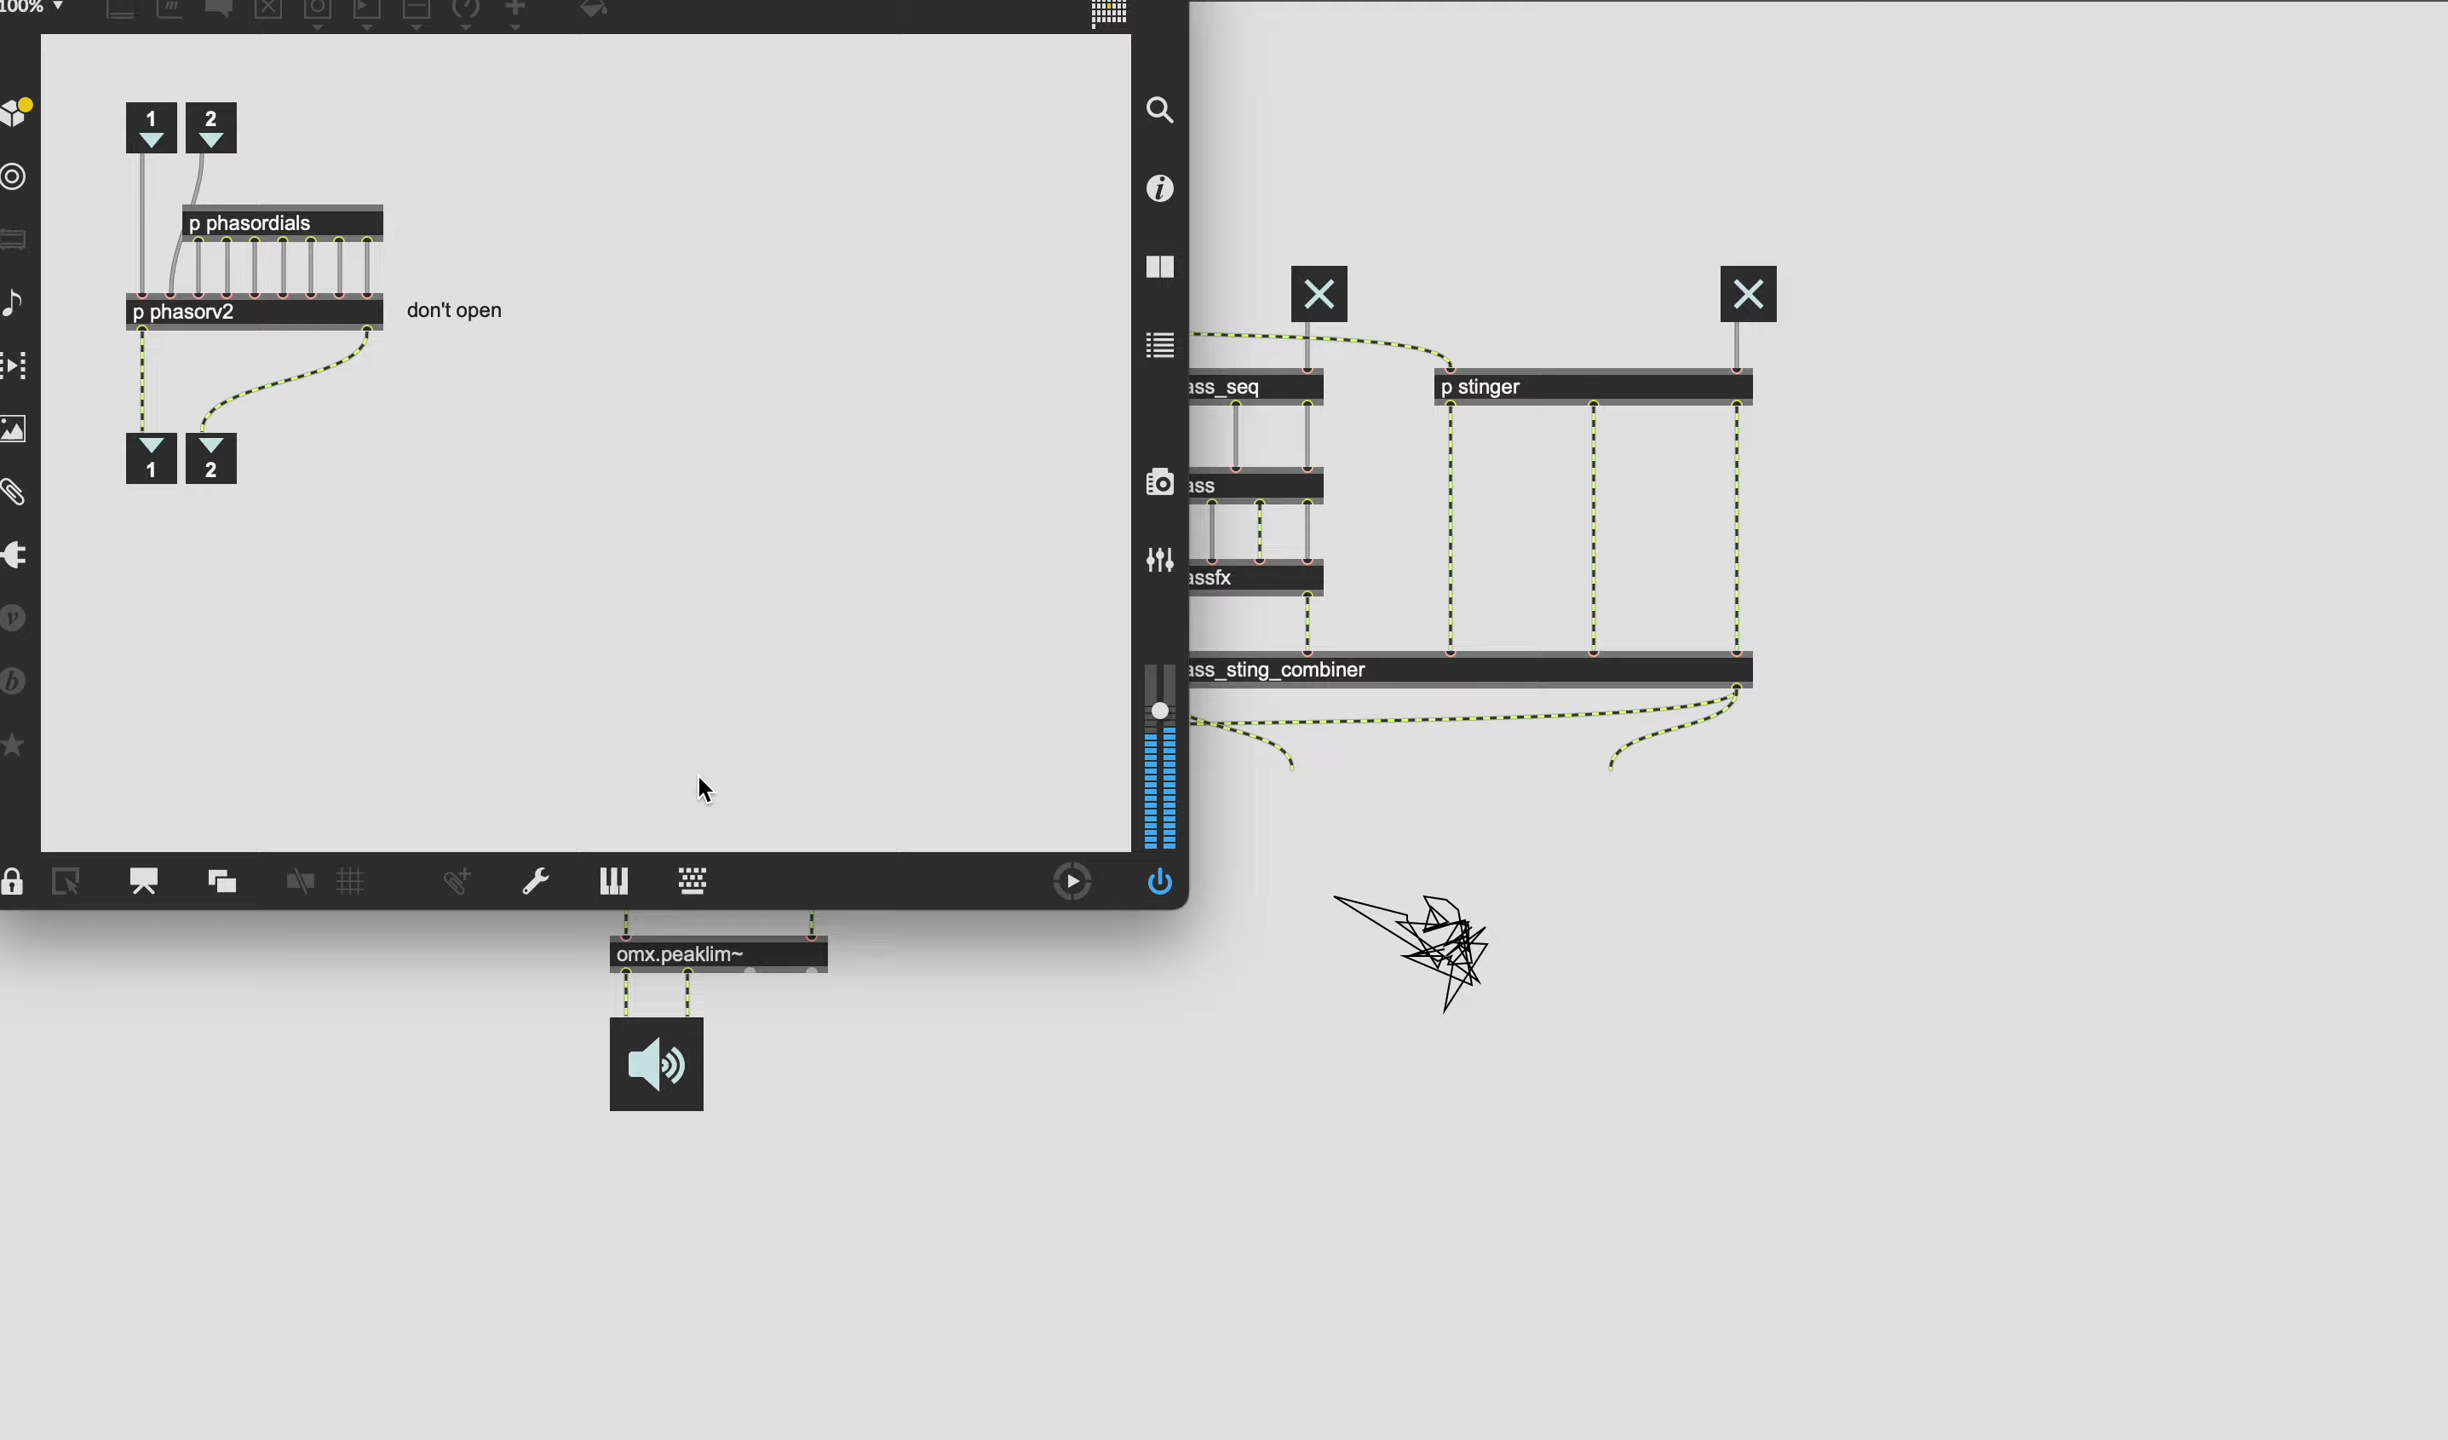 100%
1 2
p phasordials
p phasorv2
don't open
1 2
ass_seq
p stinger
ass
assfx
ass_sting_combiner
omx.peaklim~